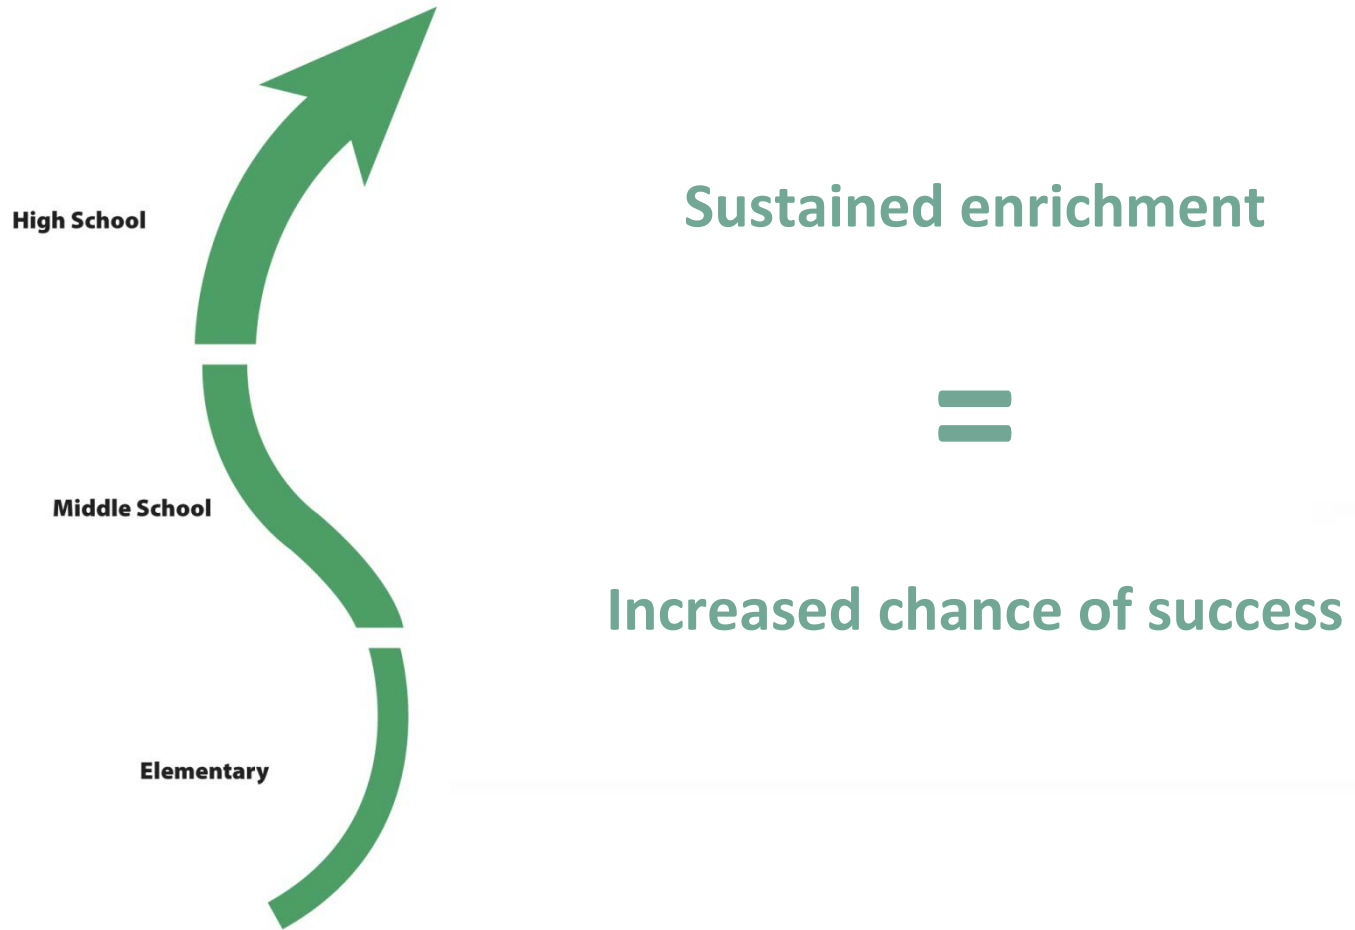 High School
Middle School
Elementary
Sustained enrichment
=
Increased chance of success